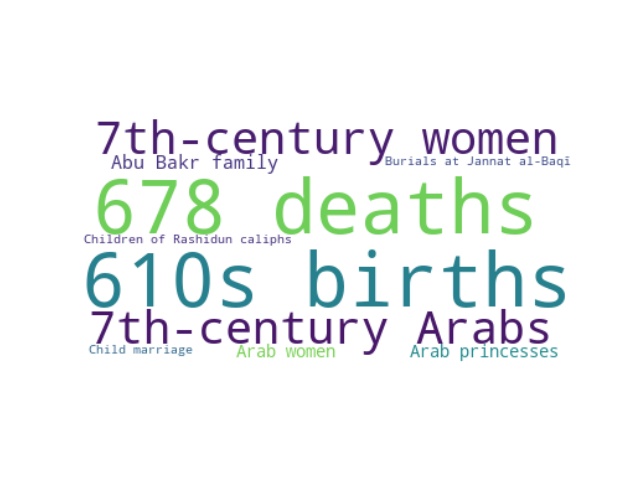 7th-century women
Abu Bakr family
Burials at Jannat al-Baqī
678 deaths
Children of Rashidun caliphs
610s births
7th-century Arabs
Child marriage
Arab women
Arab princesses